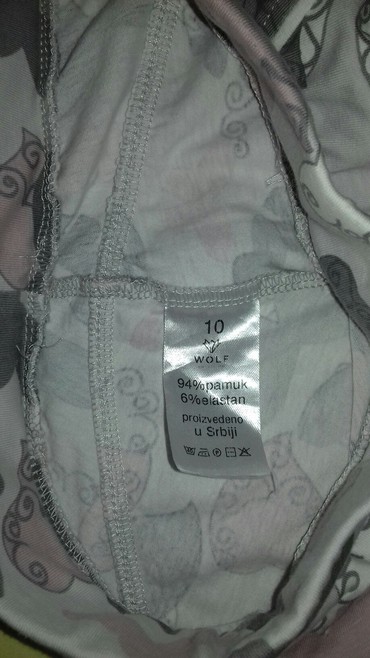 10
WOLF
94%pamuk
6%elastan
proizvedeno
u Srbiji